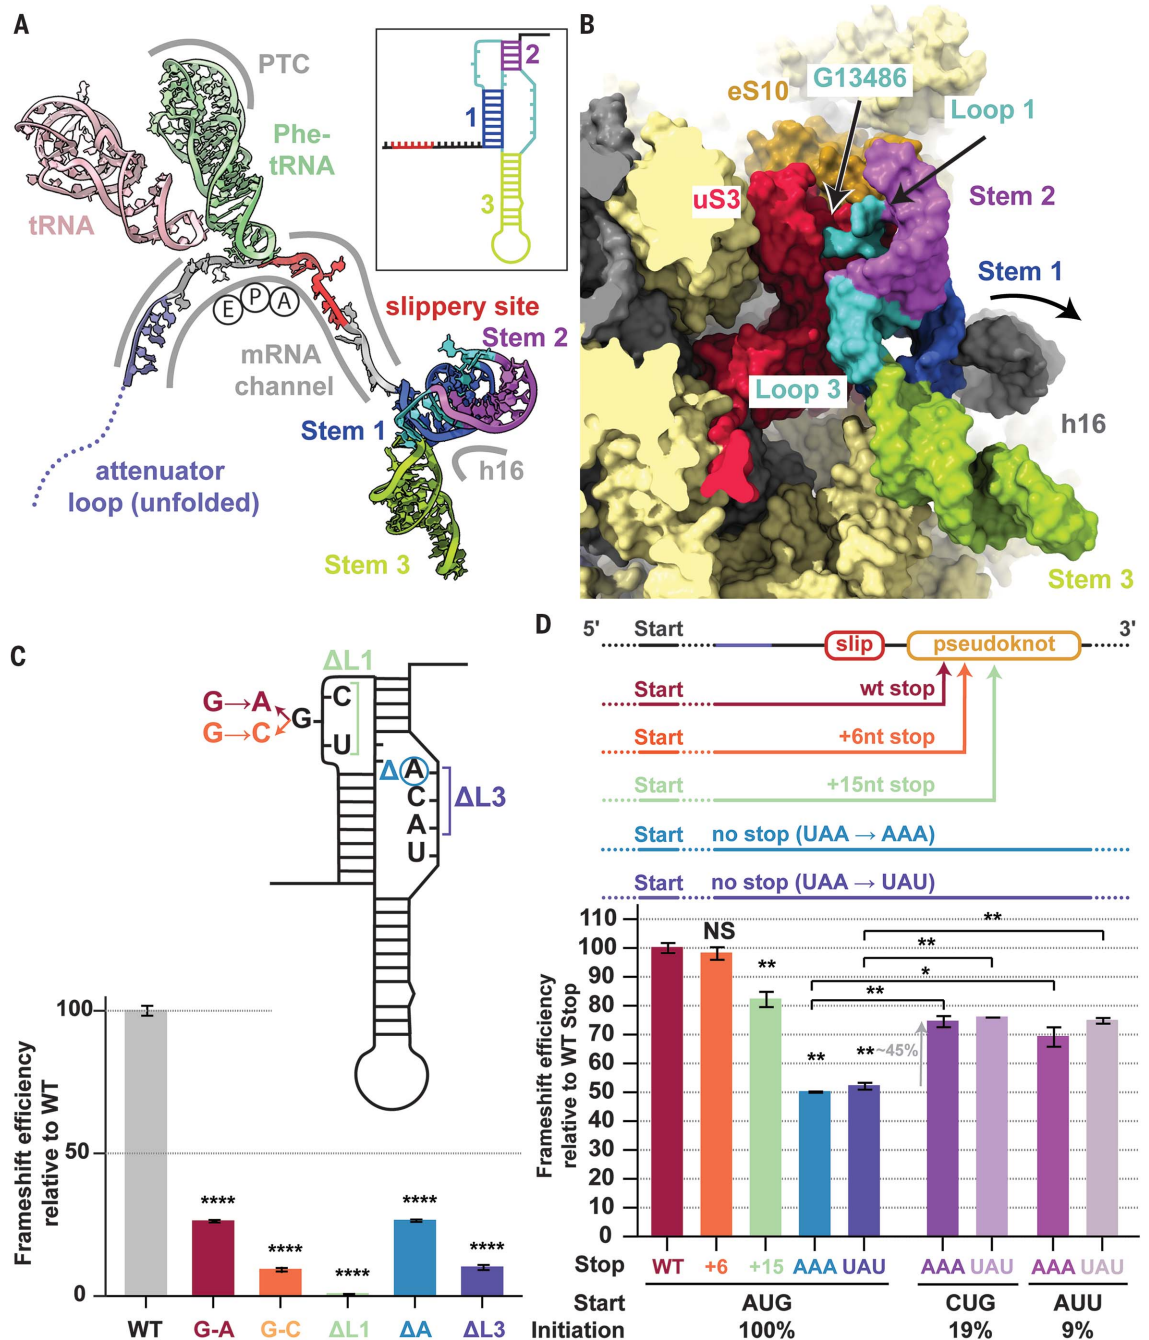 A
PTC
Phe-
tRNA
tRNA
E P A
mRNA
channel
slippery site
Stem 2
Stem 1
h16
attenuator
loop (unfolded)
Stem 3
2
1
3
B
eS10
G13486
Loop 1
uS3
Stem 2
Stem 1
Loop 3
h16
Stem 3
C
ΔL1
G→A
G→C
G
C
U
Δ A
C
A
U
ΔL3
Frameshift efficiency
relative to WT
100
50
0
****
****
****
****
****
WT G-A G-C ΔL1 ΔA ΔL3
D
5' Start slip pseudoknot 3'
Start wt stop
Start +6nt stop
Start +15nt stop
Start no stop (UAA → AAA)
Start no stop (UAA → UAU)
Frameshift efficiency
relative to WT Stop
110
100
90
80
70
60
50
40
30
20
10
0
NS
**
**
**
~45%
**
*
**
**
Stop WT +6 +15 AAA UAU AAA UAU AAA UAU
Start AUG CUG AUU
Initiation 100% 19% 9%